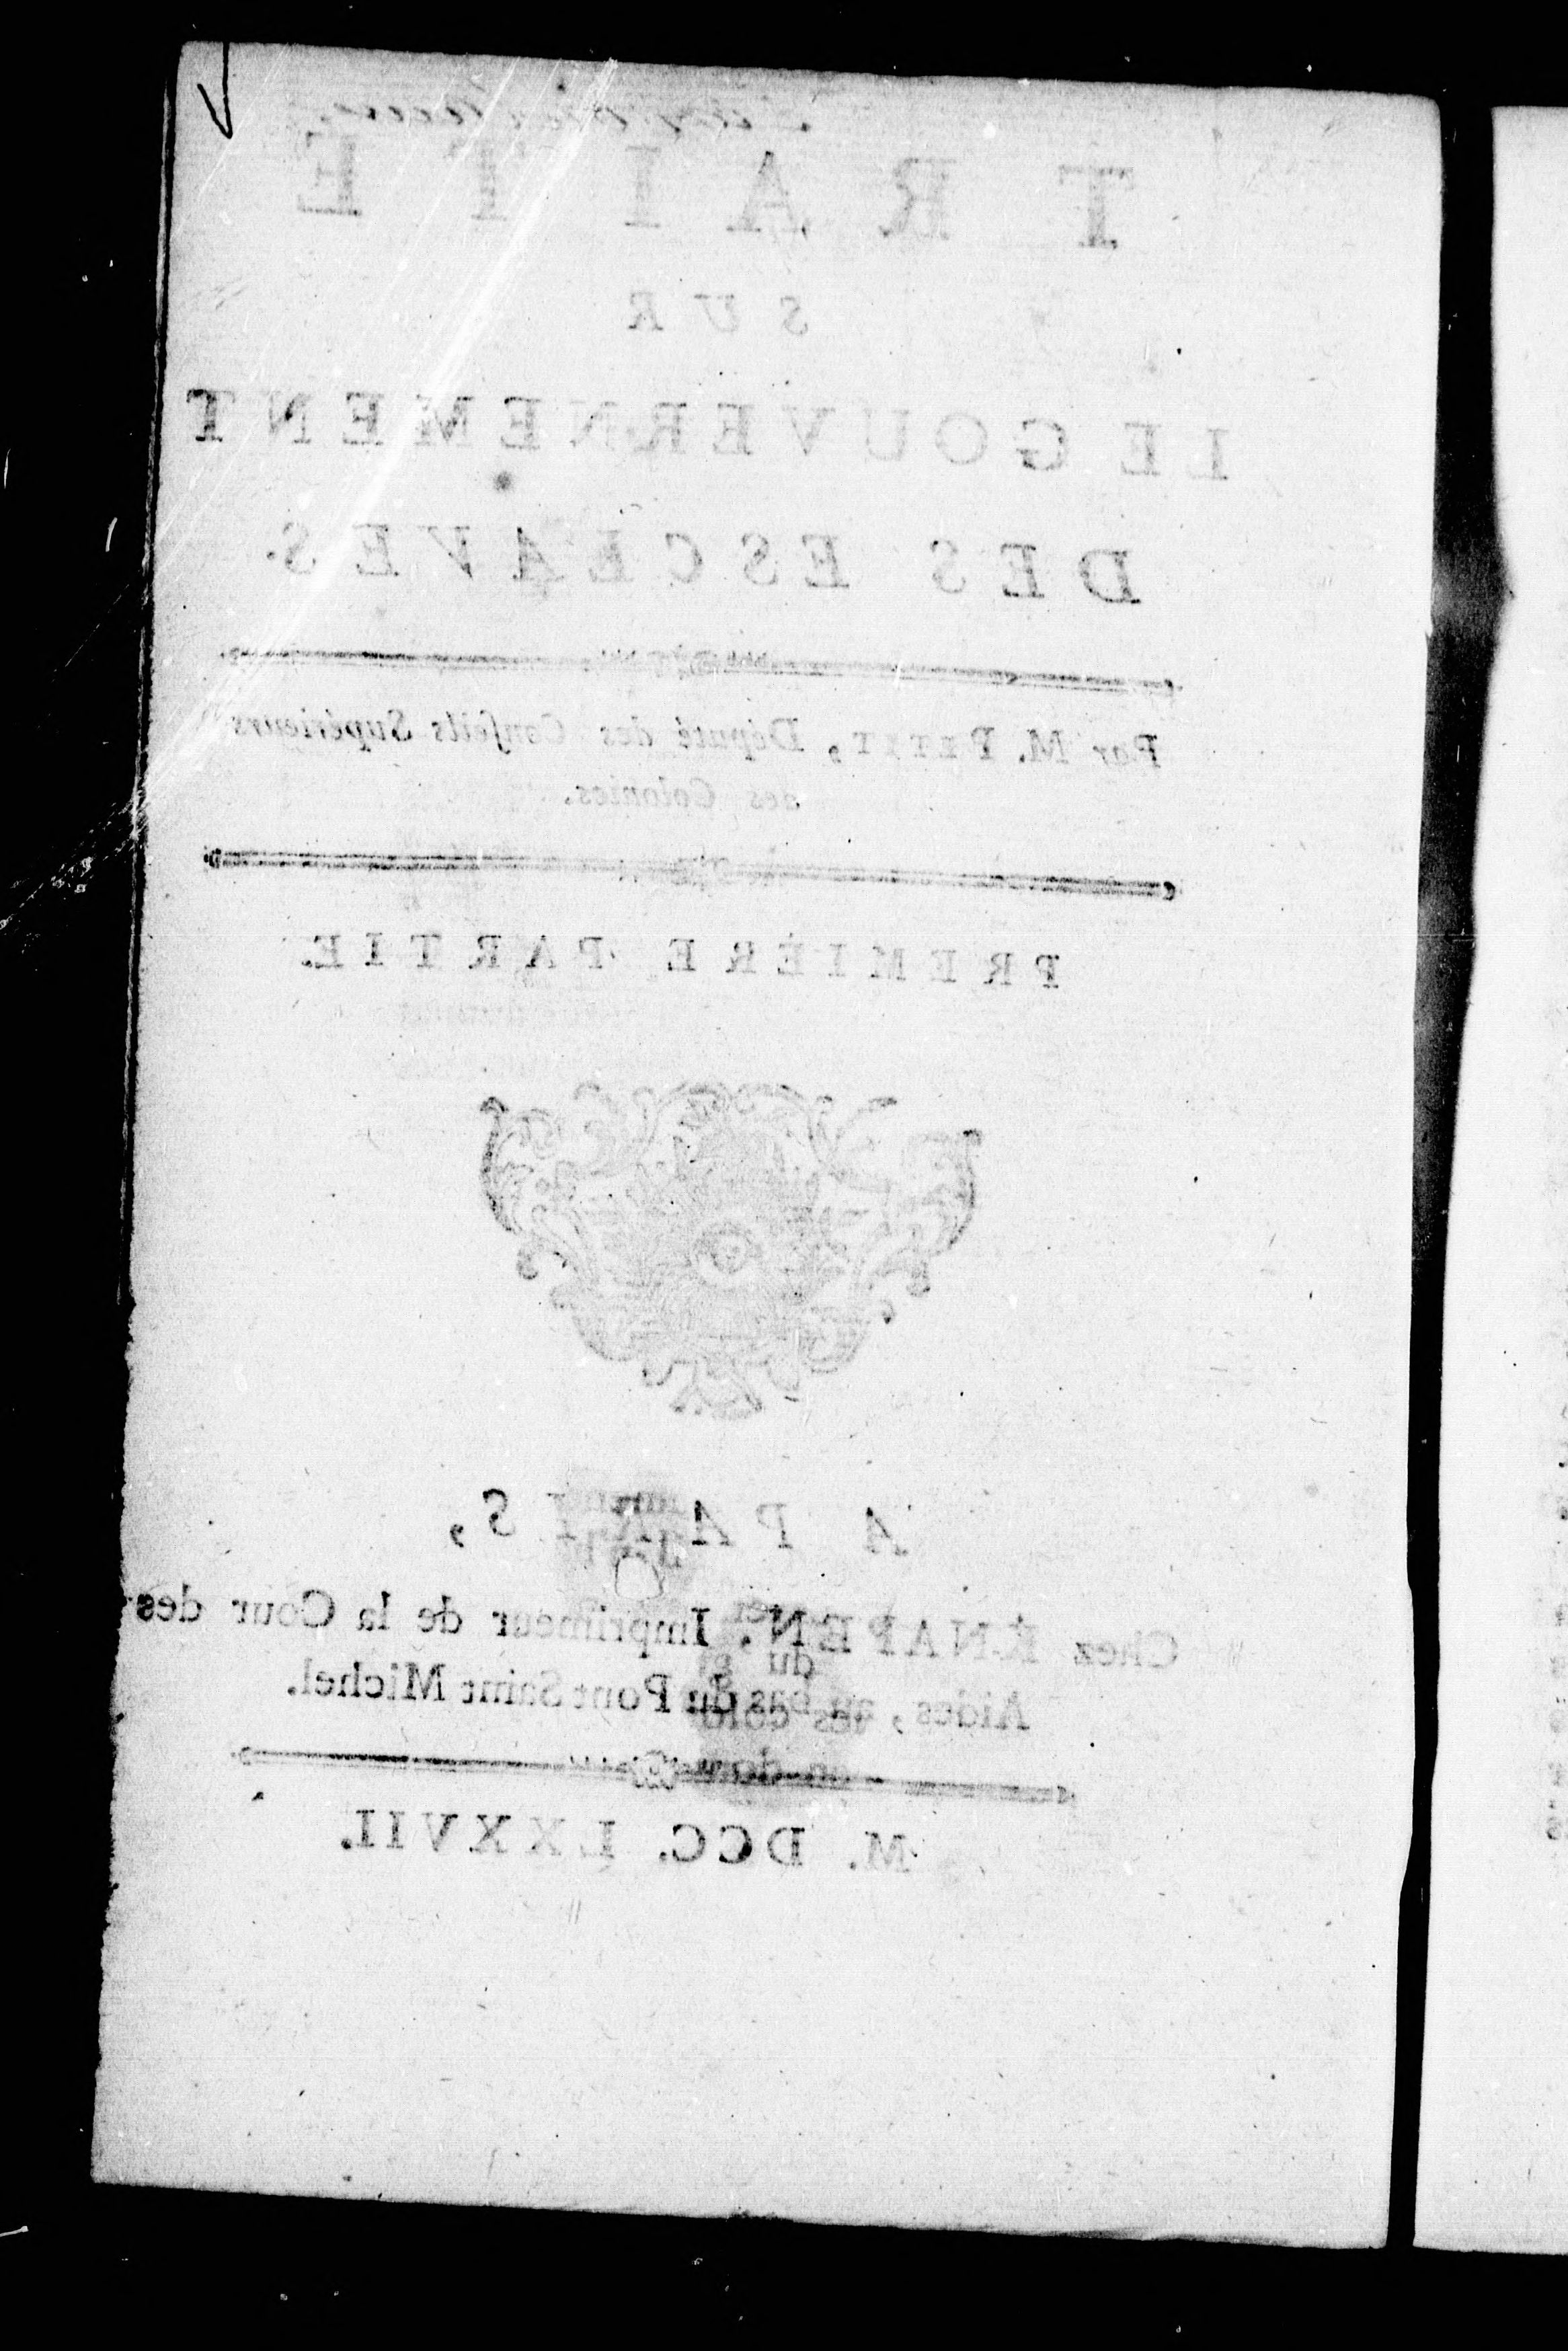 TRAITÉ
SUR
LE GOUVERNEMENT
DES ESCLAVES.
Par M. PETIT, Député des Conseils Supérieurs
des Colonies.
PREMIERE PARTIE.
A PARIS,
Chez KNAPEN, Imprimeur de la Cour des
Aides, au bas du Pont Saint Michel.
M. DCC. LXXVII.